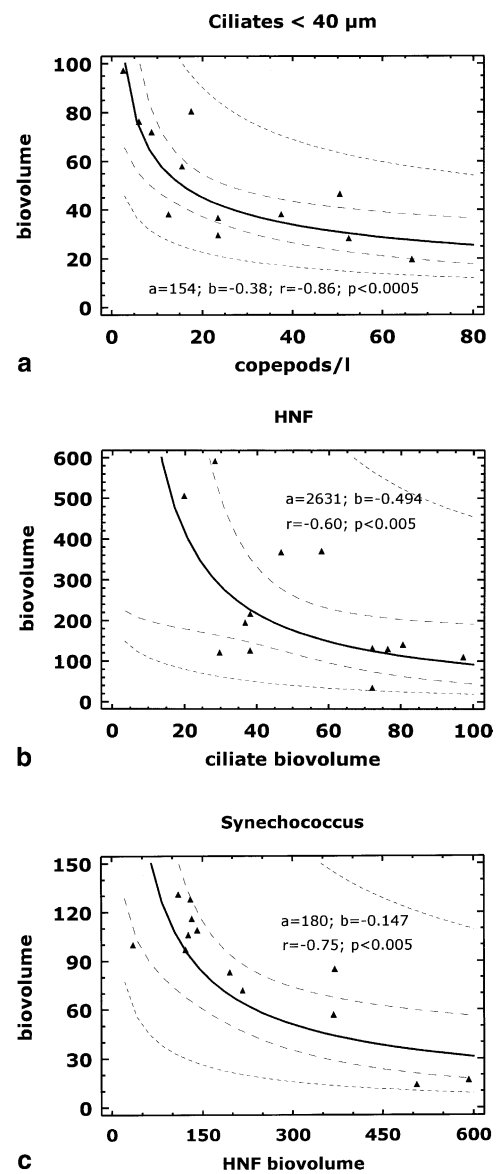 Ciliates < 40 µm
100
80
60
40
20
0
biovolume
a=154; b=-0.38; r=-0.86; p<0.0005
0 20 40 60 80
copepods/l
a
HNF
600
500
400
300
200
100
0
biovolume
a=2631; b=-0.494
r=-0.60; p<0.005
0 20 40 60 80 100
ciliate biovolume
b
Synechococcus
150
120
90
60
30
0
biovolume
a=180; b=-0.147
r=-0.75; p<0.005
0 150 300 450 600
HNF biovolume
c